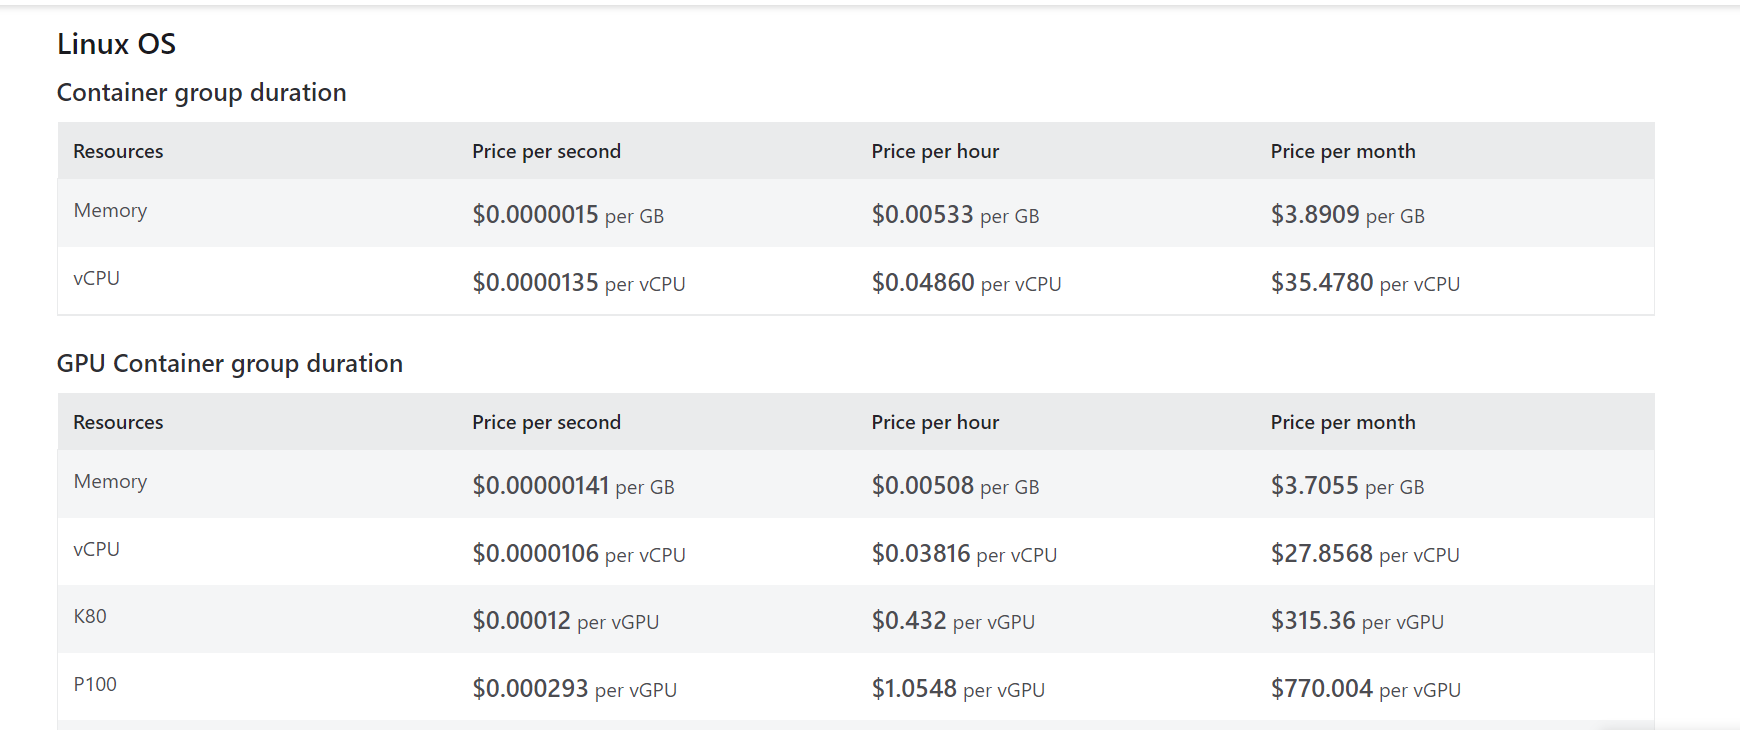 Linux OS
Container group duration
Resources Price per second Price per hour Price per month
Memory $0.0000015 per GB $0.00533 per GB $3.8909 per GB
vCPU $0.0000135 per vCPU $0.04860 per vCPU $35.4780 per vCPU
GPU Container group duration
Resources Price per second Price per hour Price per month
Memory $0.00000141 per GB $0.00508 per GB $3.7055 per GB
vCPU $0.0000106 per vCPU $0.03816 per vCPU $27.8568 per vCPU
K80 $0.00012 per vGPU $0.432 per vGPU $315.36 per vGPU
P100 $0.000293 per vGPU $1.0548 per vGPU $770.004 per vGPU